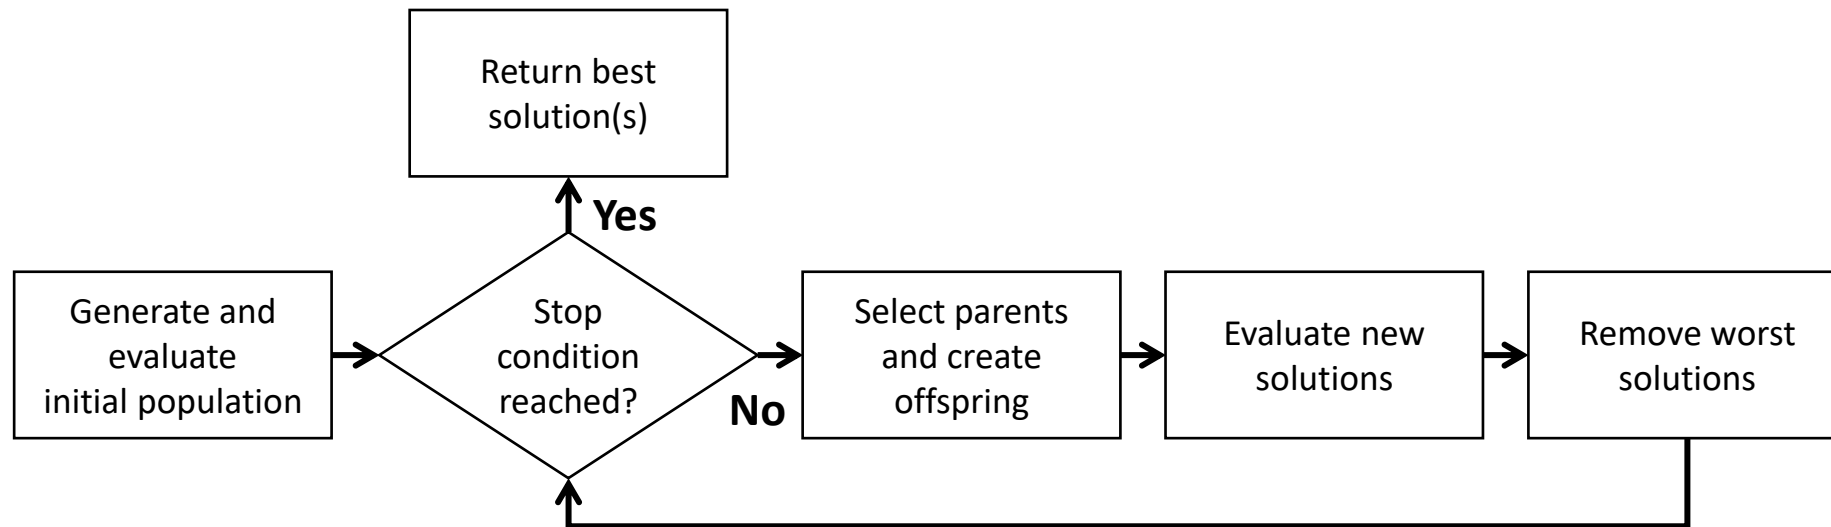 Return best
solution(s)
Yes
Generate and
evaluate
initial population
Stop
condition
reached?
No
Select parents
and create
offspring
Evaluate new
solutions
Remove worst
solutions